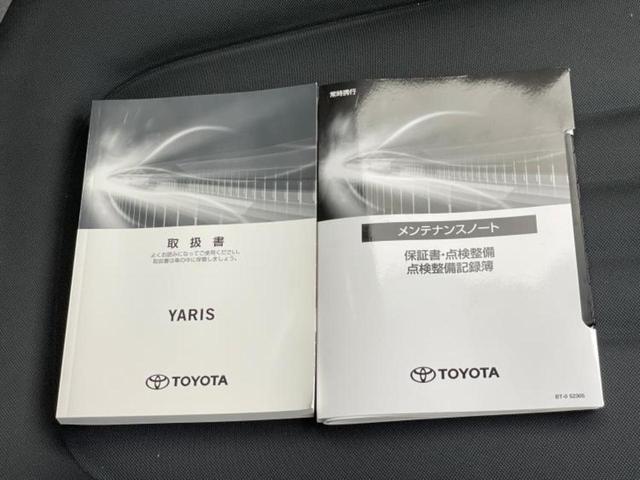 取扱書
よくお読みになってご使用ください。
取扱書は車の中に保管しましょう。
YARIS
TOYOTA
常時携行
メンテナンスノート
保証書・点検整備
点検整備記録簿
TOYOTA
BT-0 52305